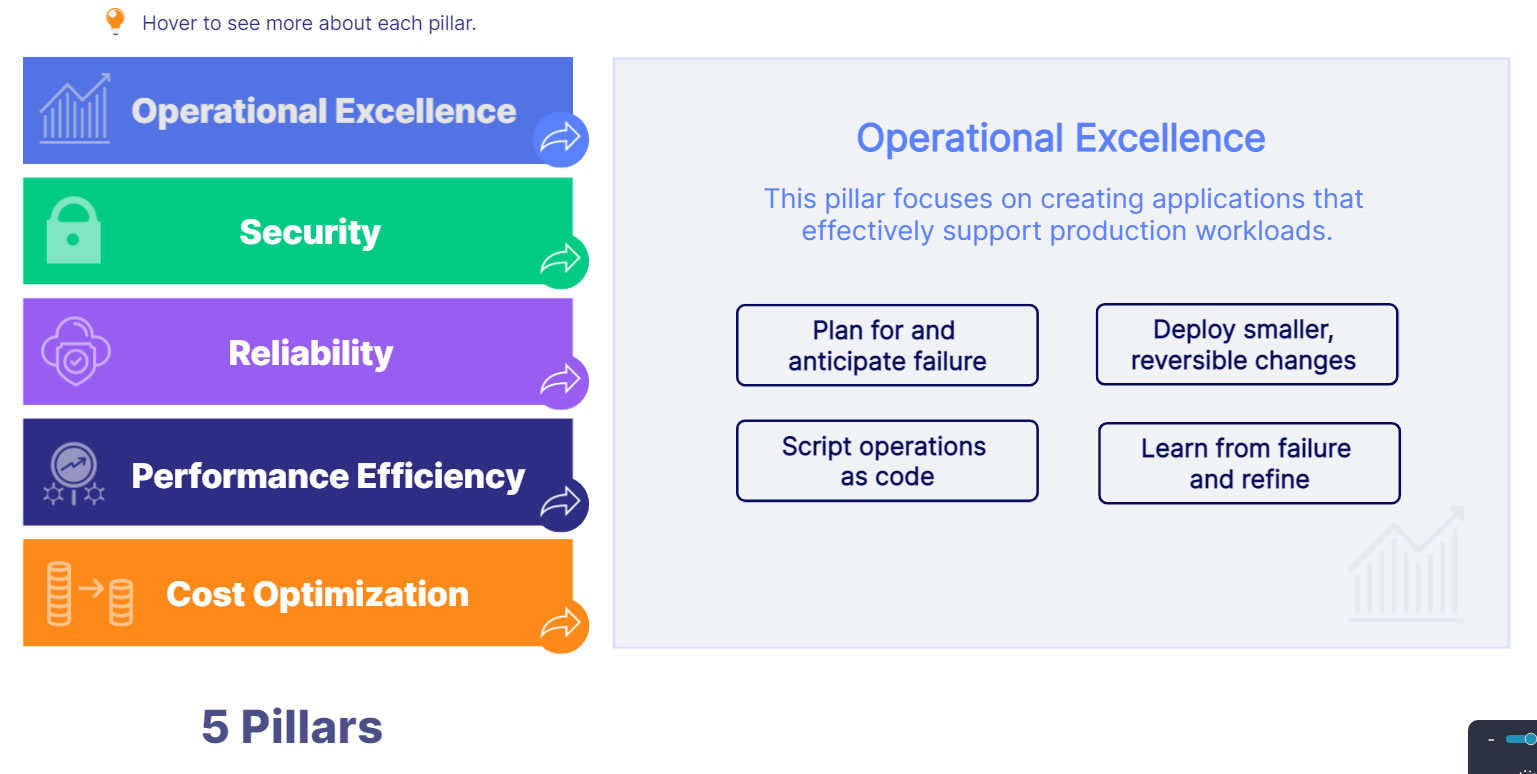 Hover to see more about each pillar.
Operational Excellence
Security
Reliability
Performance Efficiency
Cost Optimization
5 Pillars
Operational Excellence
This pillar focuses on creating applications that
effectively support production workloads.
Plan for and
anticipate failure
Deploy smaller,
reversible changes
Script operations
as code
Learn from failure
and refine
-